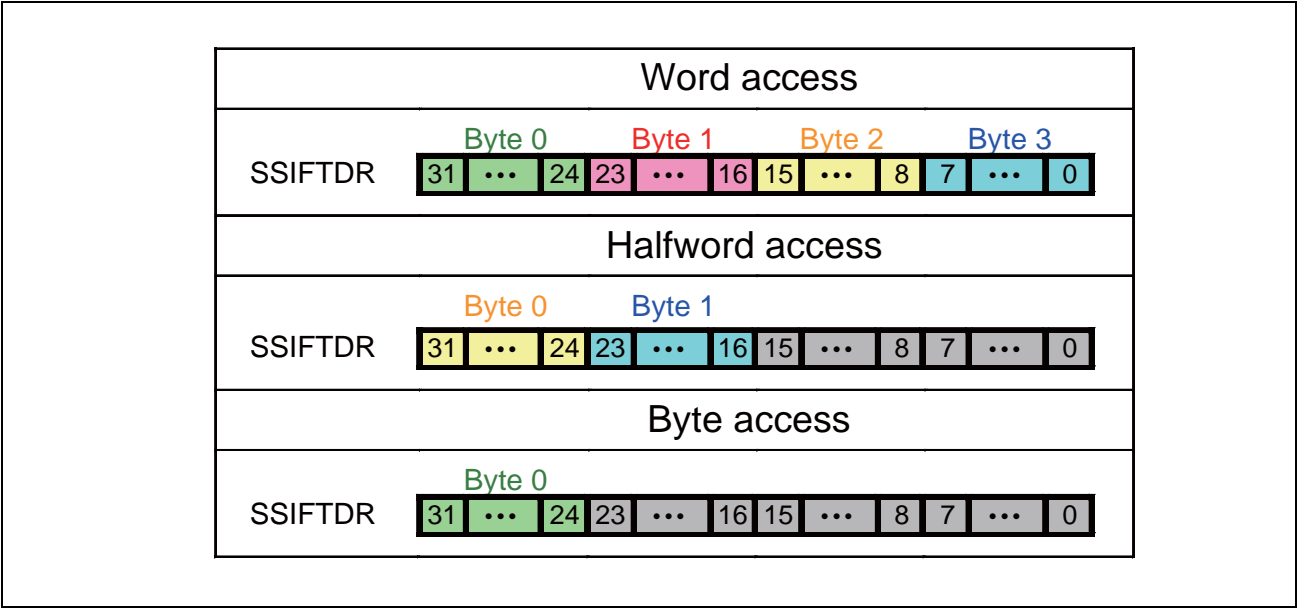 Word access
Byte 0 Byte 1 Byte 2 Byte 3
SSIFTDR 31 ••• 24 23 ••• 16 15 ••• 8 7 ••• 0
Halfword access
Byte 0 Byte 1
SSIFTDR 31 ••• 24 23 ••• 16 15 ••• 8 7 ••• 0
Byte access
Byte 0
SSIFTDR 31 ••• 24 23 ••• 16 15 ••• 8 7 ••• 0